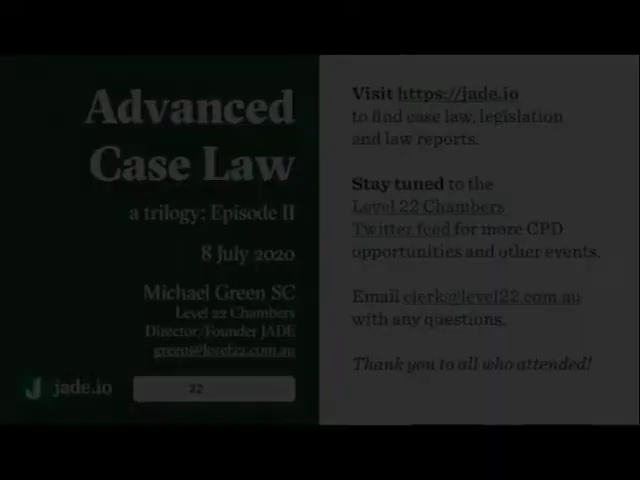 Advanced
Case Law
a trilogy: Episode II
8 July 2020
Michael Green SC
Level 22 Chambers
Director/Founder JADE
green@level22.com.au
jade.io
22
Visit https://jade.io
to find case law, legislation
and law reports.
Stay tuned to the
Level 22 Chambers
Twitter feed for more CPD
opportunities and other events.
Email clerk@level22.com.au
with any questions.
Thank you to all who attended!